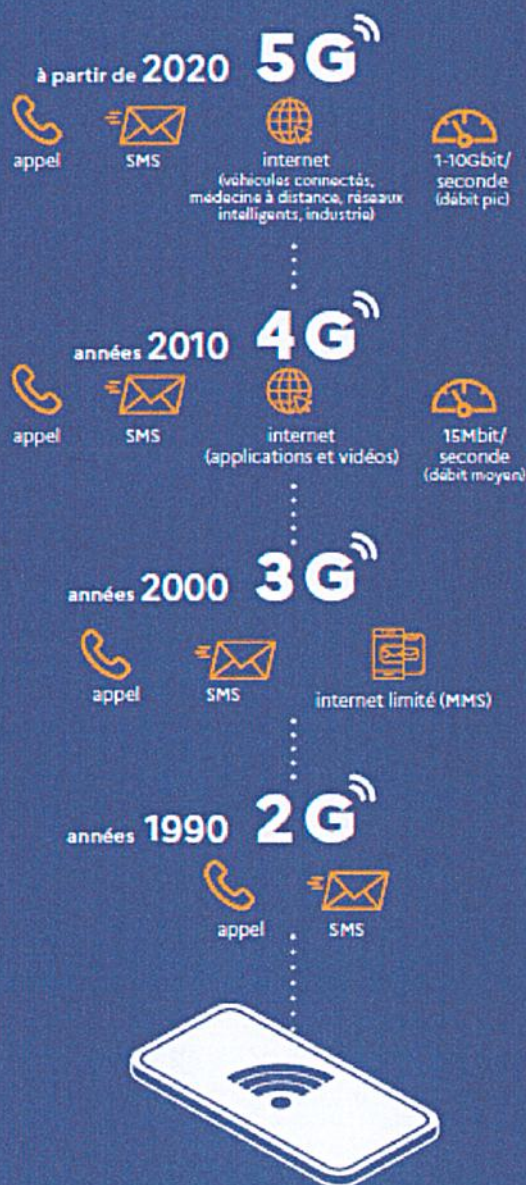 à partir de 2020 5G
appel
SMS
internet
(véhicules connectés,
médecine à distance, réseaux
intelligents, industrie)
1-10Gbit/
seconde
(débit pic)
années 2010 4G
appel
SMS
internet
(applications et vidéos)
15Mbit/
seconde
(débit moyen)
années 2000 3G
appel
SMS
internet limité (MMS)
années 1990 2G
appel
SMS